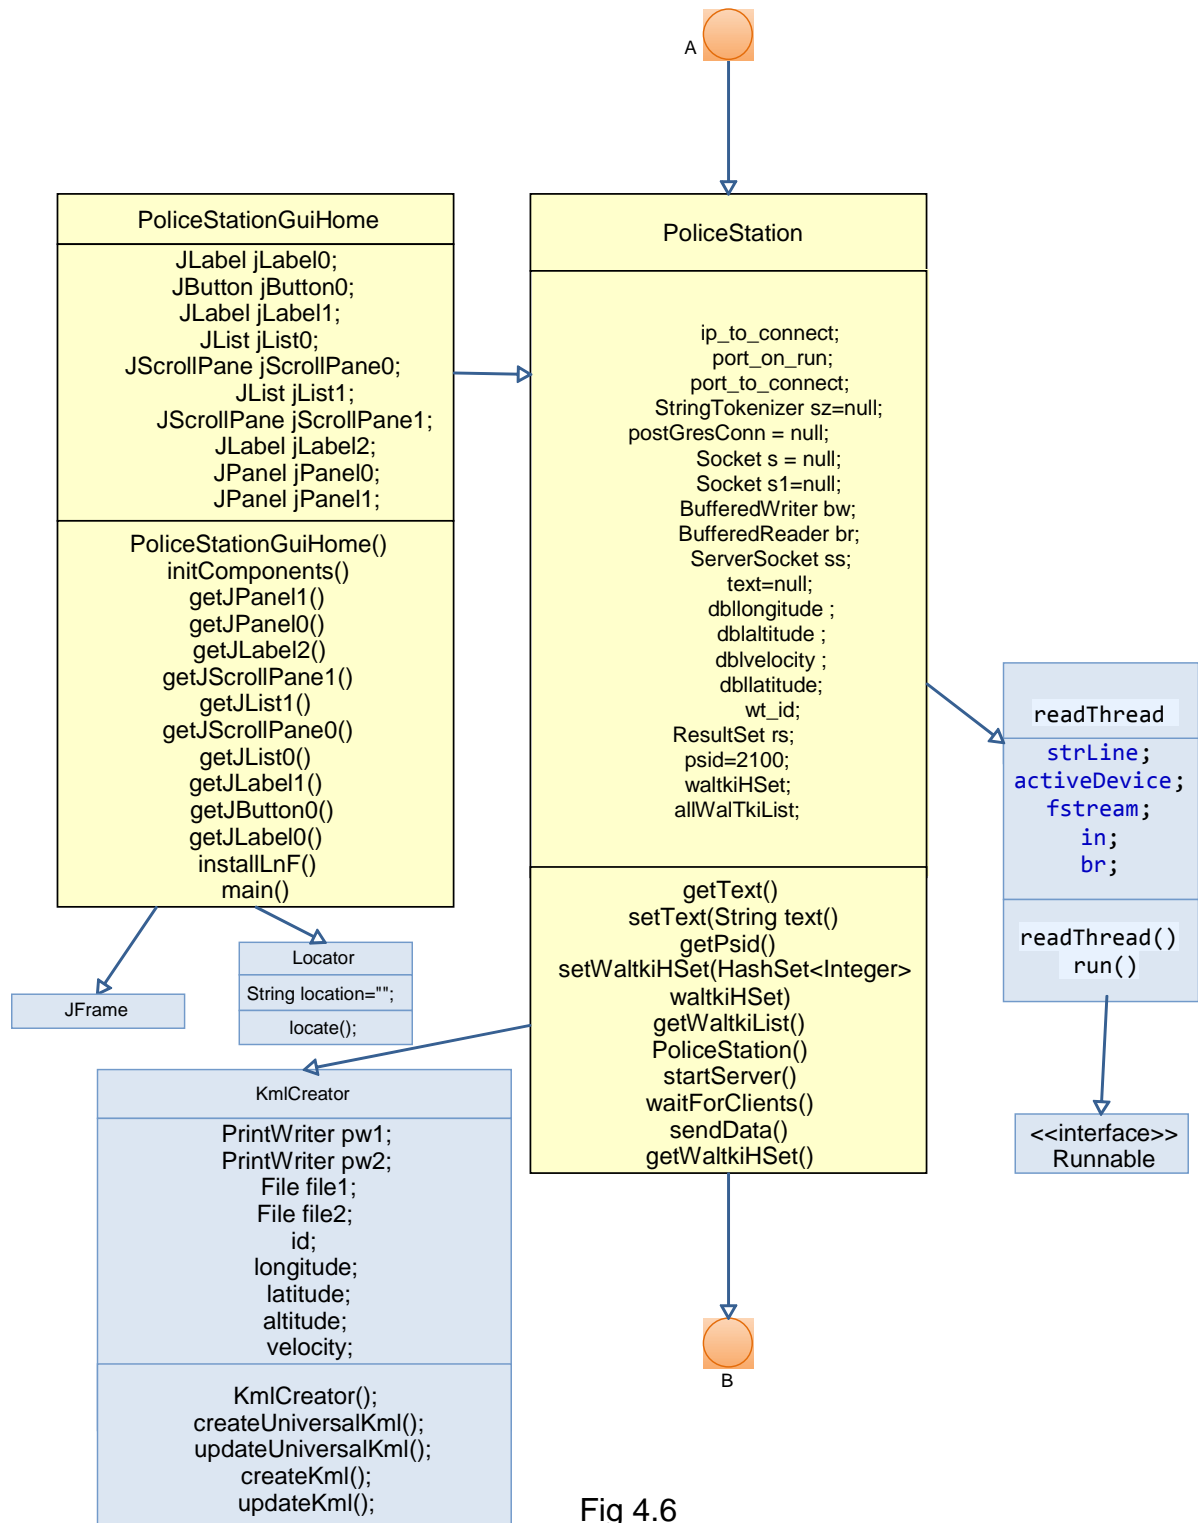 A
PoliceStationGuiHome
JLabel jLabel0;
JButton jButton0;
JLabel jLabel1;
JList jList0;
JScrollPane jScrollPane0;
JList jList1;
JScrollPane jScrollPane1;
JLabel jLabel2;
JPanel jPanel0;
JPanel jPanel1;
PoliceStationGuiHome()
initComponents()
getJPanel1()
getJPanel0()
getJLabel2()
getJScrollPane1()
getJList1()
getJScrollPane0()
getJList0()
getJLabel1()
getJButton0()
getJLabel0()
installLnF()
main()
PoliceStation
ip_to_connect;
port_on_run;
port_to_connect;
StringTokenizer sz=null;
postGresConn = null;
Socket s = null;
Socket s1=null;
BufferedWriter bw;
BufferedReader br;
ServerSocket ss;
text=null;
dbllongitude ;
dblaltitude ;
dblvelocity ;
dbllatitude;
wt_id;
ResultSet rs;
psid=2100;
waltkiHSet;
allWalTkiList;
getText()
setText(String text()
getPsid()
setWaltkiHSet(HashSet<Integer>
waltkiHSet)
getWaltkiList()
PoliceStation()
startServer()
waitForClients()
sendData()
getWaltkiHSet()
readThread
strLine;
activeDevice;
fstream;
in;
br;
readThread()
run()
<<interface>>
Runnable
JFrame
Locator
String location="";
locate();
KmlCreator
PrintWriter pw1;
PrintWriter pw2;
File file1;
File file2;
id;
longitude;
latitude;
altitude;
velocity;
KmlCreator();
createUniversalKml();
updateUniversalKml();
createKml();
updateKml();
B
Fig 4.6